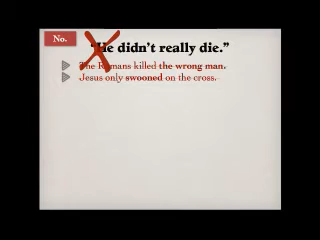 No.
"He didn't really die."
The Romans killed the wrong man.
Jesus only swooned on the cross.